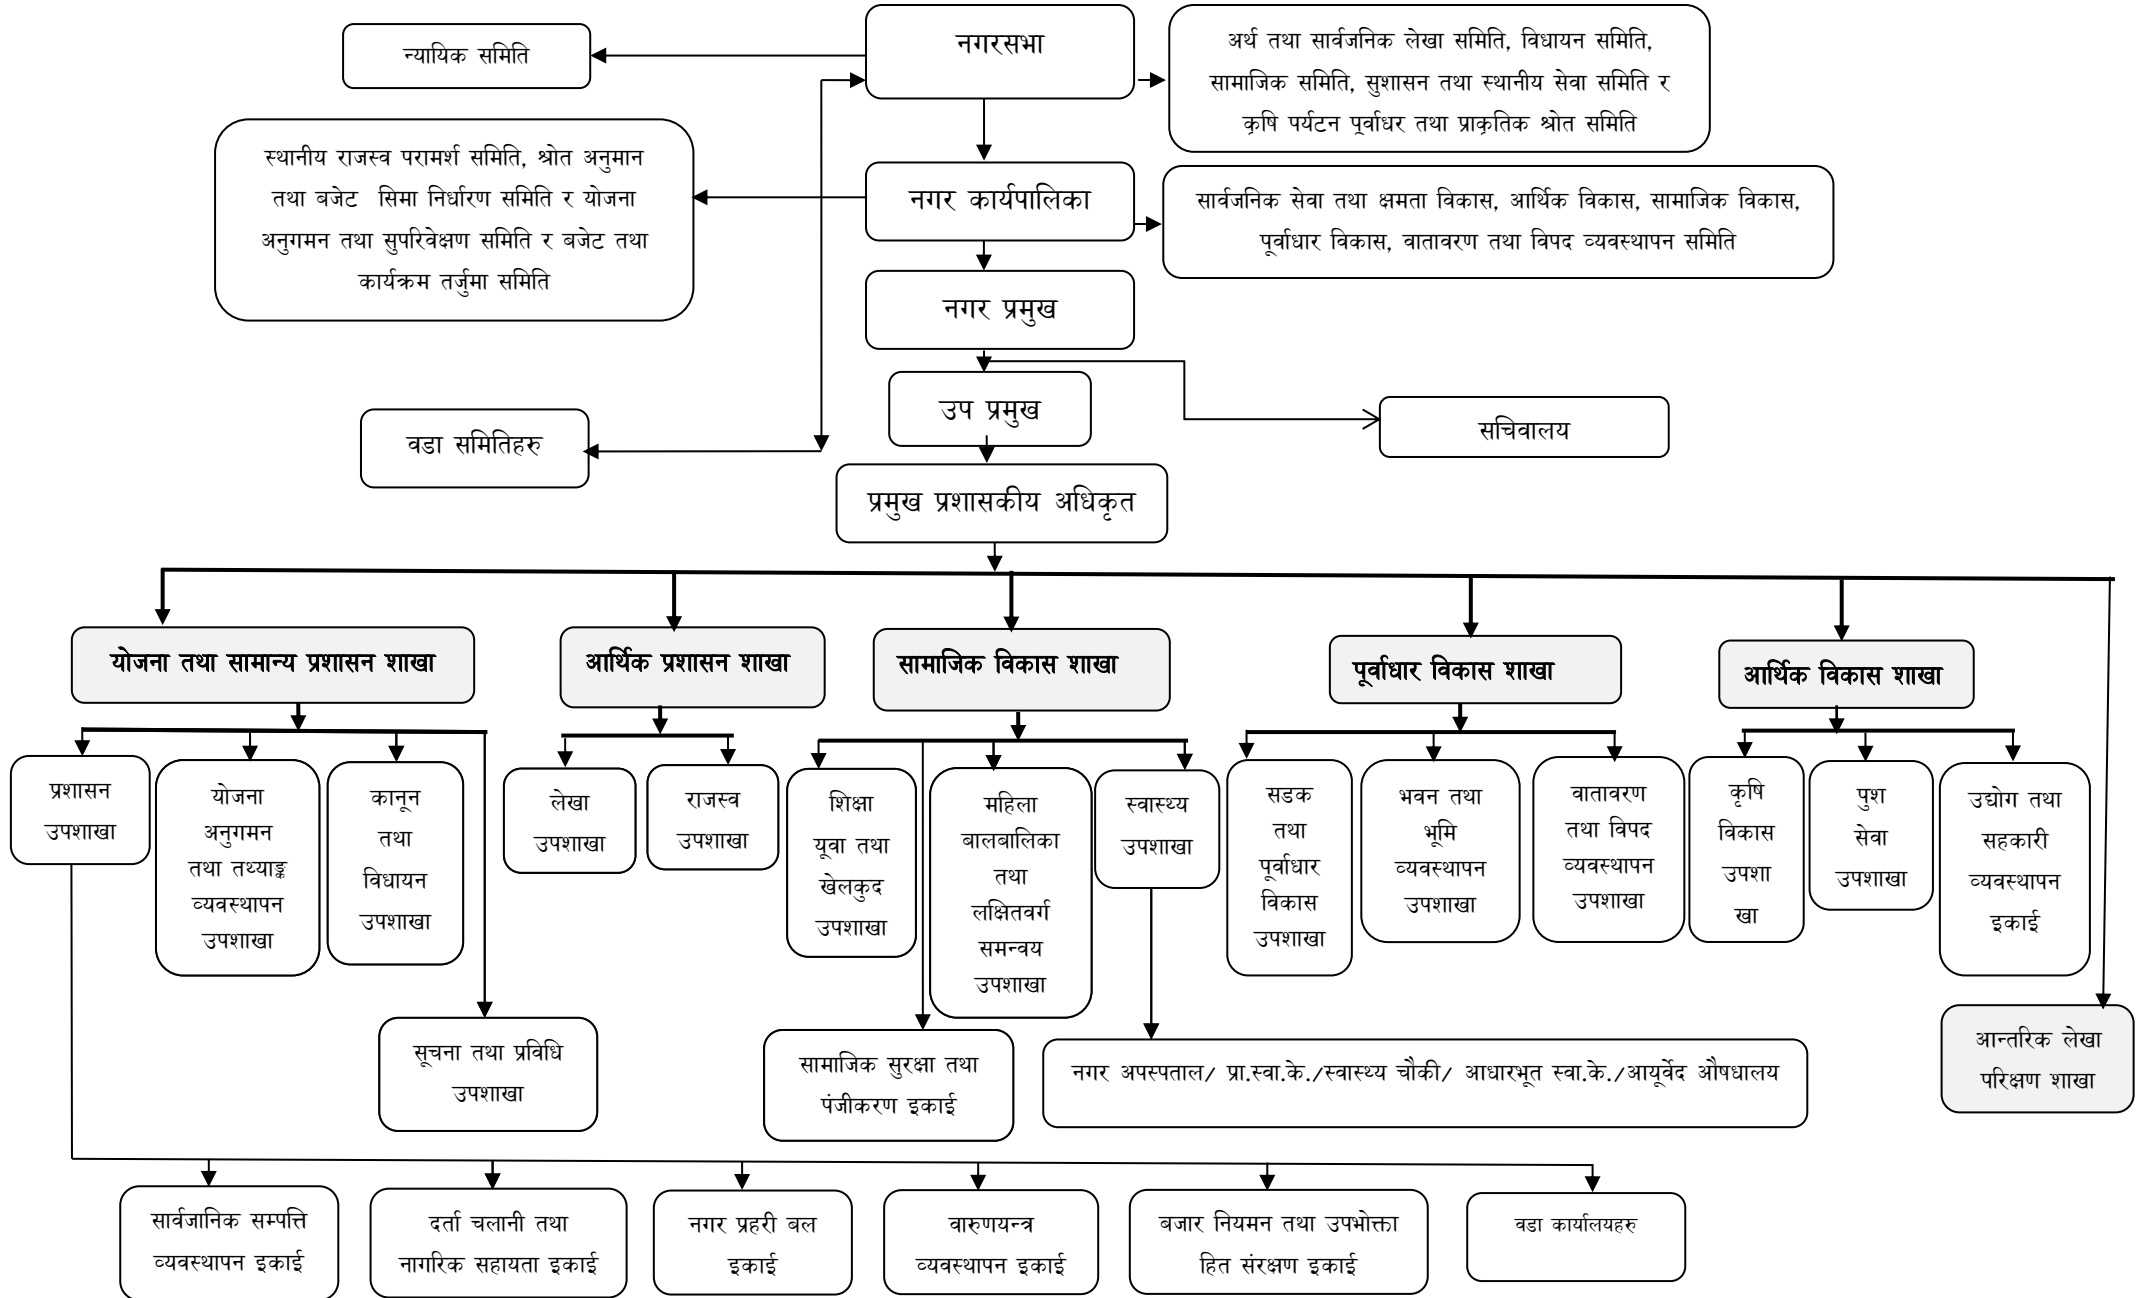 नगरसभा
न्यायिक समिति
अर्थ तथा सार्वजनिक लेखा समिति, विधायन समिति,
सामाजिक समिति, सुशासन तथा स्थानीय सेवा समिति र
कृषि पर्यटन पूर्वाधर तथा प्राकृतिक श्रोत समिति
स्थानीय राजस्व परामर्श समिति, श्रोत अनुमान
तथा बजेट सिमा निर्धारण समिति र योजना
अनुगमन तथा सुपरिवेक्षण समिति र बजेट तथा
कार्यक्रम तर्जुमा समिति
नगर कार्यपालिका
सार्वजनिक सेवा तथा क्षमता विकास, आर्थिक विकास, सामाजिक विकास,
पूर्वाधार विकास, वातावरण तथा विपद व्यवस्थापन समिति
नगर प्रमुख
उप प्रमुख
वडा समितिहरु
सचिवालय
प्रमुख प्रशासकीय अधिकृत
योजना तथा सामान्य प्रशासन शाखा
आर्थिक प्रशासन शाखा
सामाजिक विकास शाखा
पूर्वाधार विकास शाखा
आर्थिक विकास शाखा
प्रशासन
उपशाखा
योजना
अनुगमन
तथा तथ्याङ्क
व्यवस्थापन
उपशाखा
कानून
तथा
विधायन
उपशाखा
लेखा
उपशाखा
राजस्व
उपशाखा
शिक्षा
यूवा तथा
खेलकुद
उपशाखा
महिला
बालबालिका
तथा
लक्षितवर्ग
समन्वय
उपशाखा
स्वास्थ्य
उपशाखा
सडक
तथा
पूर्वाधार
विकास
उपशाखा
भवन तथा
भूमि
व्यवस्थापन
उपशाखा
वातावरण
तथा विपद
व्यवस्थापन
उपशाखा
कृषि
विकास
उपशा
खा
पुश
सेवा
उपशाखा
उद्योग तथा
सहकारी
व्यवस्थापन
इकाई
सूचना तथा प्रविधि
उपशाखा
सामाजिक सुरक्षा तथा
पंजीकरण इकाई
नगर अपस्पताल/ प्रा.स्वा.के./स्वास्थ्य चौकी/ आधारभूत स्वा.के./आयूर्वेद औषधालय
आन्तरिक लेखा
परिक्षण शाखा
सार्वजानिक सम्पत्ति
व्यवस्थापन इकाई
दर्ता चलानी तथा
नागरिक सहायता इकाई
नगर प्रहरी बल
इकाई
वारुणयन्त्र
व्यवस्थापन इकाई
बजार नियमन तथा उपभोक्ता
हित संरक्षण इकाई
वडा कार्यालयहरु